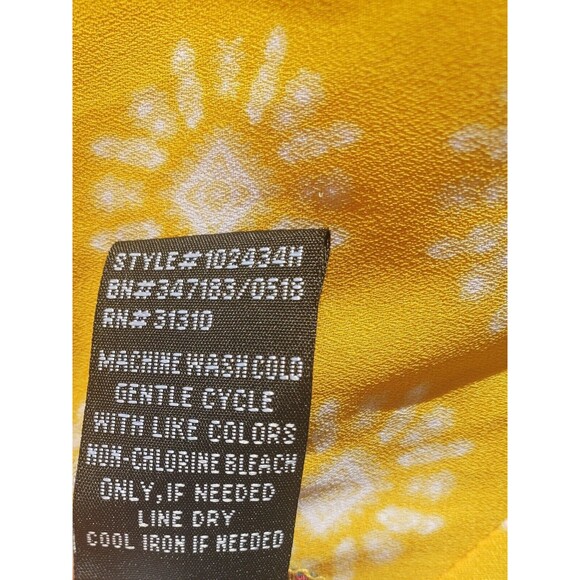 STYLE#102434H
BN#347183/0518
RN#31310
MACHINE WASH COLD
GENTLE CYCLE
WITH LIKE COLORS
NON-CHLORINE BLEACH
ONLY, IF NEEDED
LINE DRY
COOL IRON IF NEEDED